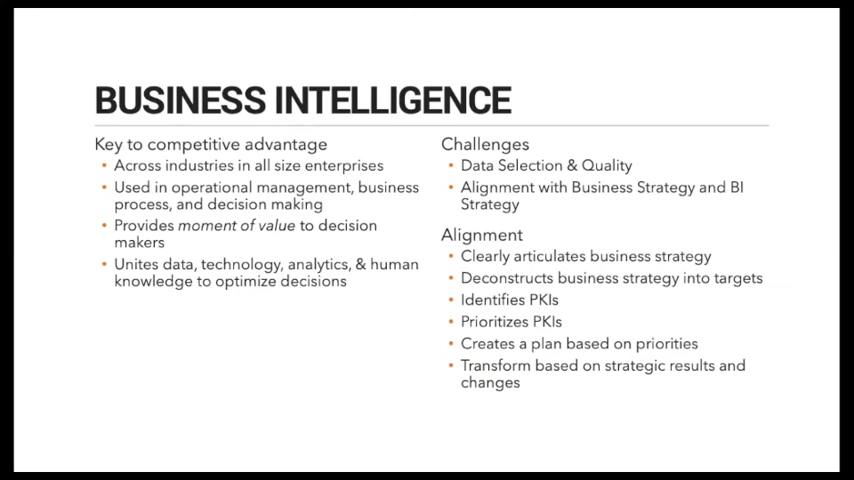 BUSINESS INTELLIGENCE
Key to competitive advantage
• Across industries in all size enterprises
• Used in operational management, business
process, and decision making
• Provides moment of value to decision
makers
• Unites data, technology, analytics, & human
knowledge to optimize decisions
Challenges
• Data Selection & Quality
• Alignment with Business Strategy and BI
Strategy
Alignment
• Clearly articulates business strategy
• Deconstructs business strategy into targets
• Identifies PKIs
• Prioritizes PKIs
• Creates a plan based on priorities
• Transform based on strategic results and
changes